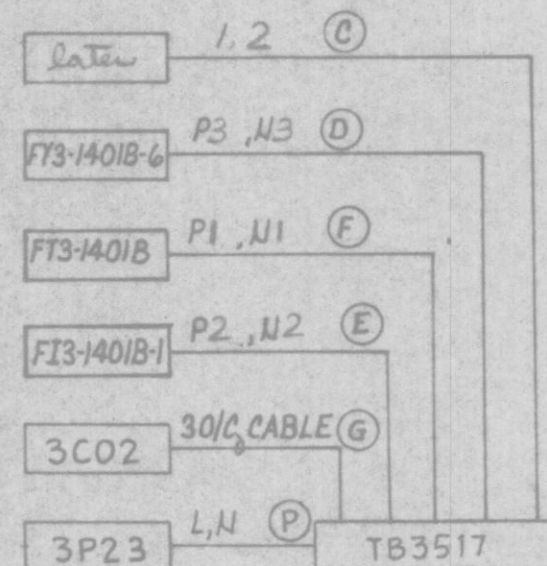 later 1, 2 C
FY3-1401B-6 P3, N3 D
FT3-1401B P1, N1 F
FI3-1401B-1 P2, N2 E
3C02 30/C CABLE G
3P23 L, N P TB3517